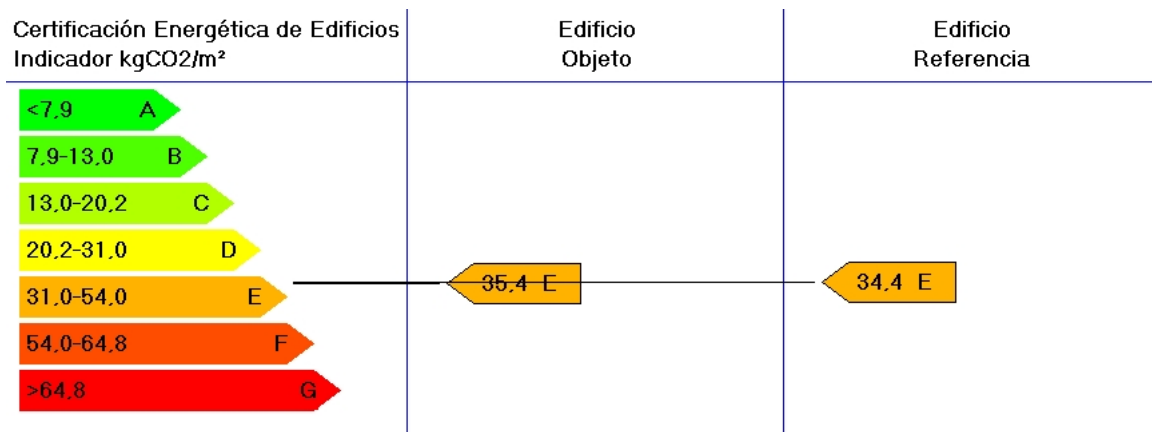 Certificación Energética de Edificios
Indicador kgCO2/m²
Edificio
Objeto
Edificio
Referencia
<7,9 A
7,9-13,0 B
13,0-20,2 C
20,2-31,0 D
31,0-54,0 E
35,4 E
34,4 E
54,0-64,8 F
>64,8 G